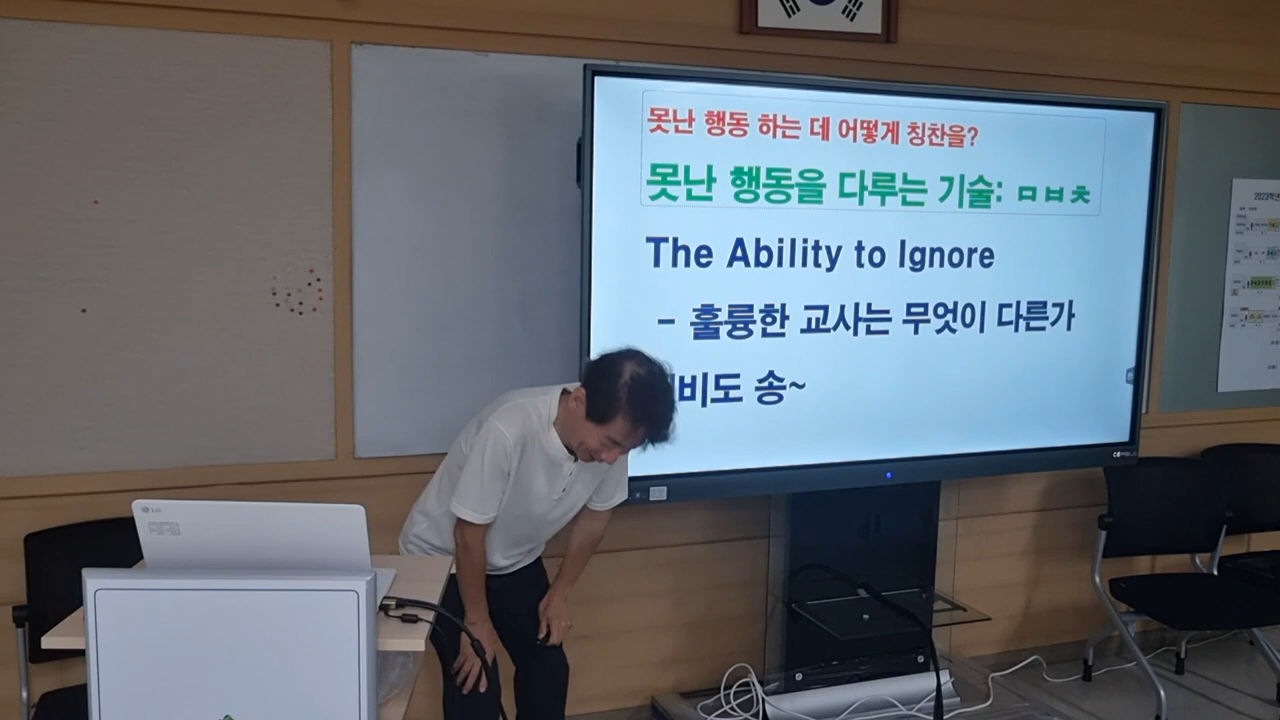 못난 행동 하는 데 어떻게 칭찬을?
못난 행동을 다루는 기술: ㅁㅂㅊ
The Ability to Ignore
- 훌륭한 교사는 무엇이 다른가
비도 송~
LG